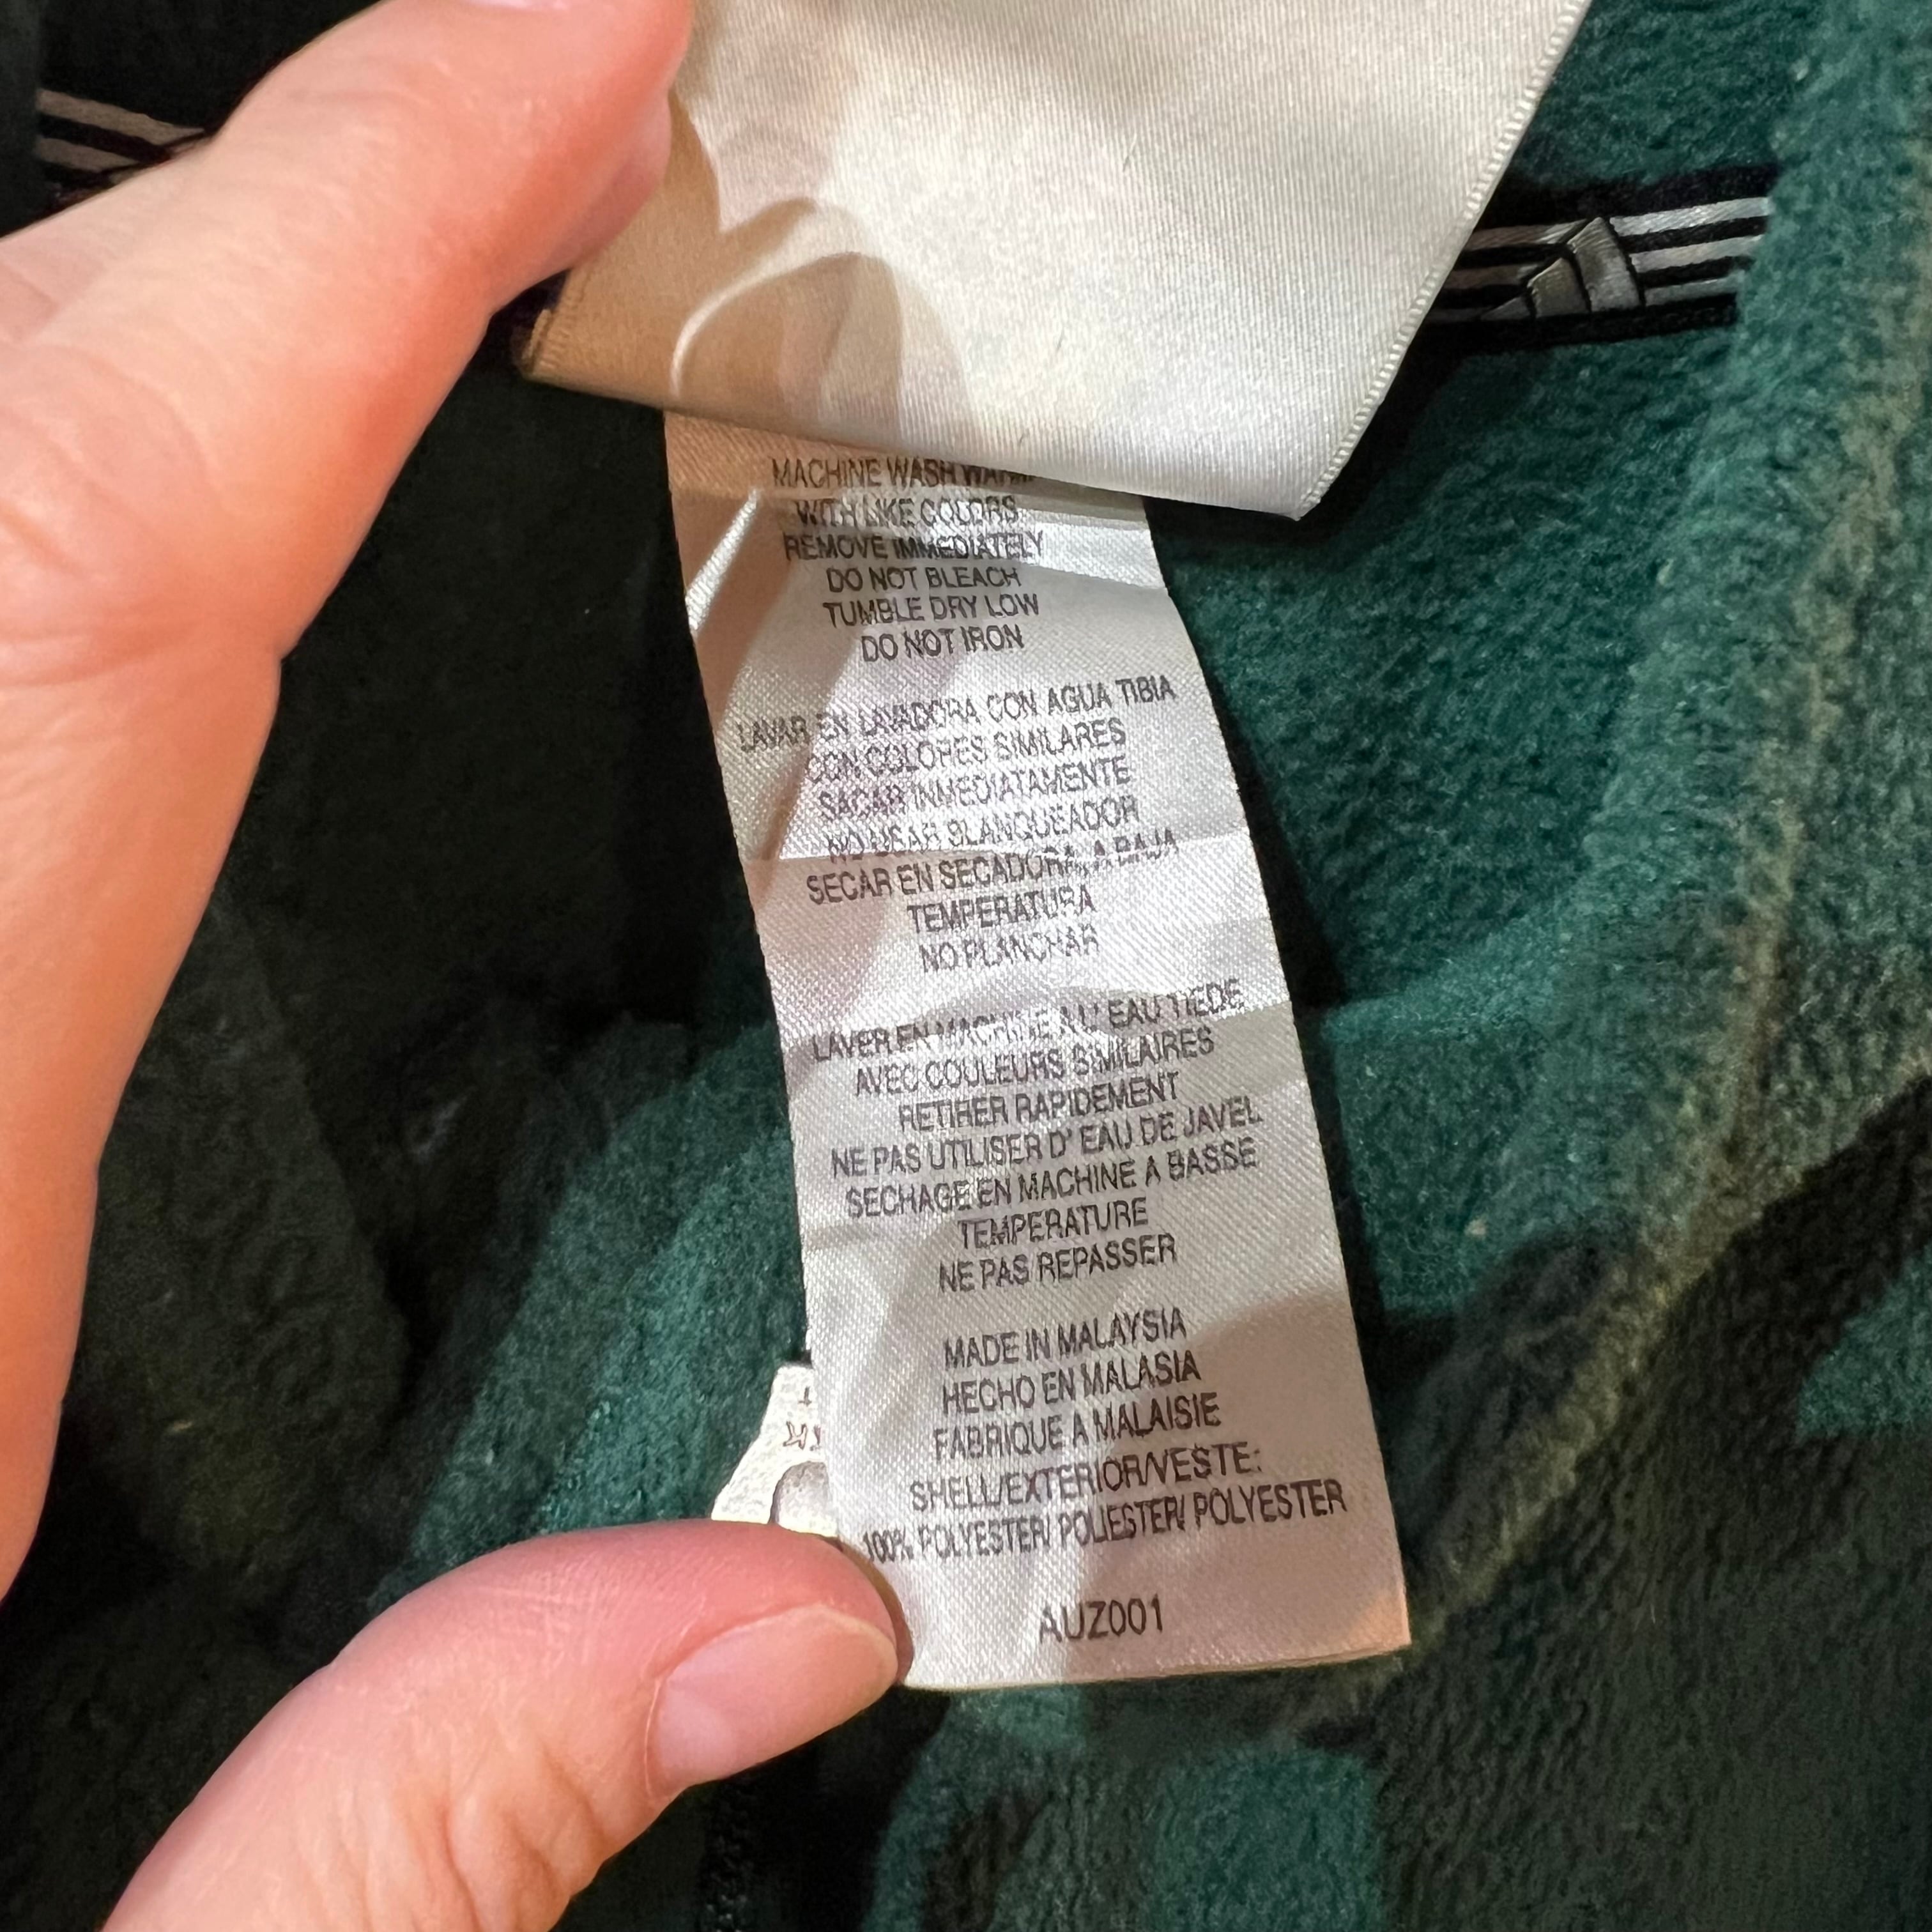 MACHINE WASH WARM
WITH LIKE COLORS
REMOVE IMMEDIATELY
DO NOT BLEACH
TUMBLE DRY LOW
DO NOT IRON
LAVAR EN LAVADORA CON AGUA TIBIA
CON COLORES SIMILARES
SACAR INMEDIATAMENTE
NO USAR BLANQUEADOR
SECAR EN SECADORA, A BAJA
TEMPERATURA
NO PLANCHAR
LAVER EN MACHINE A L' EAU TIEDE
AVEC COULEURS SIMILAIRES
RETIRER RAPIDEMENT
NE PAS UTILISER D' EAU DE JAVEL
SECHAGE EN MACHINE A BASSE
TEMPERATURE
NE PAS REPASSER
MADE IN MALAYSIA
HECHO EN MALASIA
FABRIQUE A MALAISIE
SHELL/EXTERIOR/VESTE:
100% POLYESTER/ POLIESTER/ POLYESTER
AUZ001